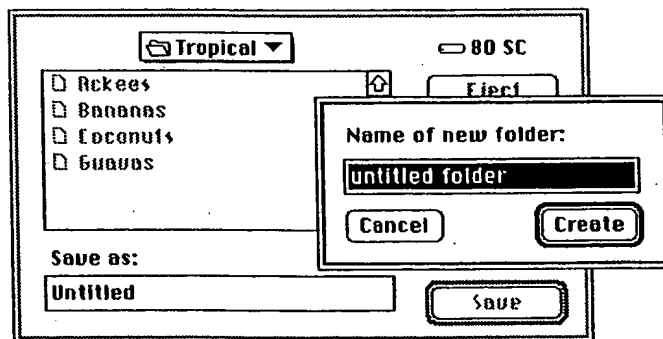 Tropical
80 SC
Ackees
Bananas
Coconuts
Guavas
Eject
Name of new folder:
untitled folder
Cancel
Create
Save as:
Untitled
Save